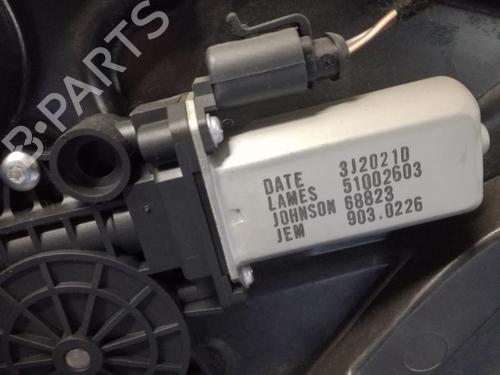 B-PARTS
DATE 3J2021D
LAMES 51002603
JOHNSON 68823
JEM 903.0226